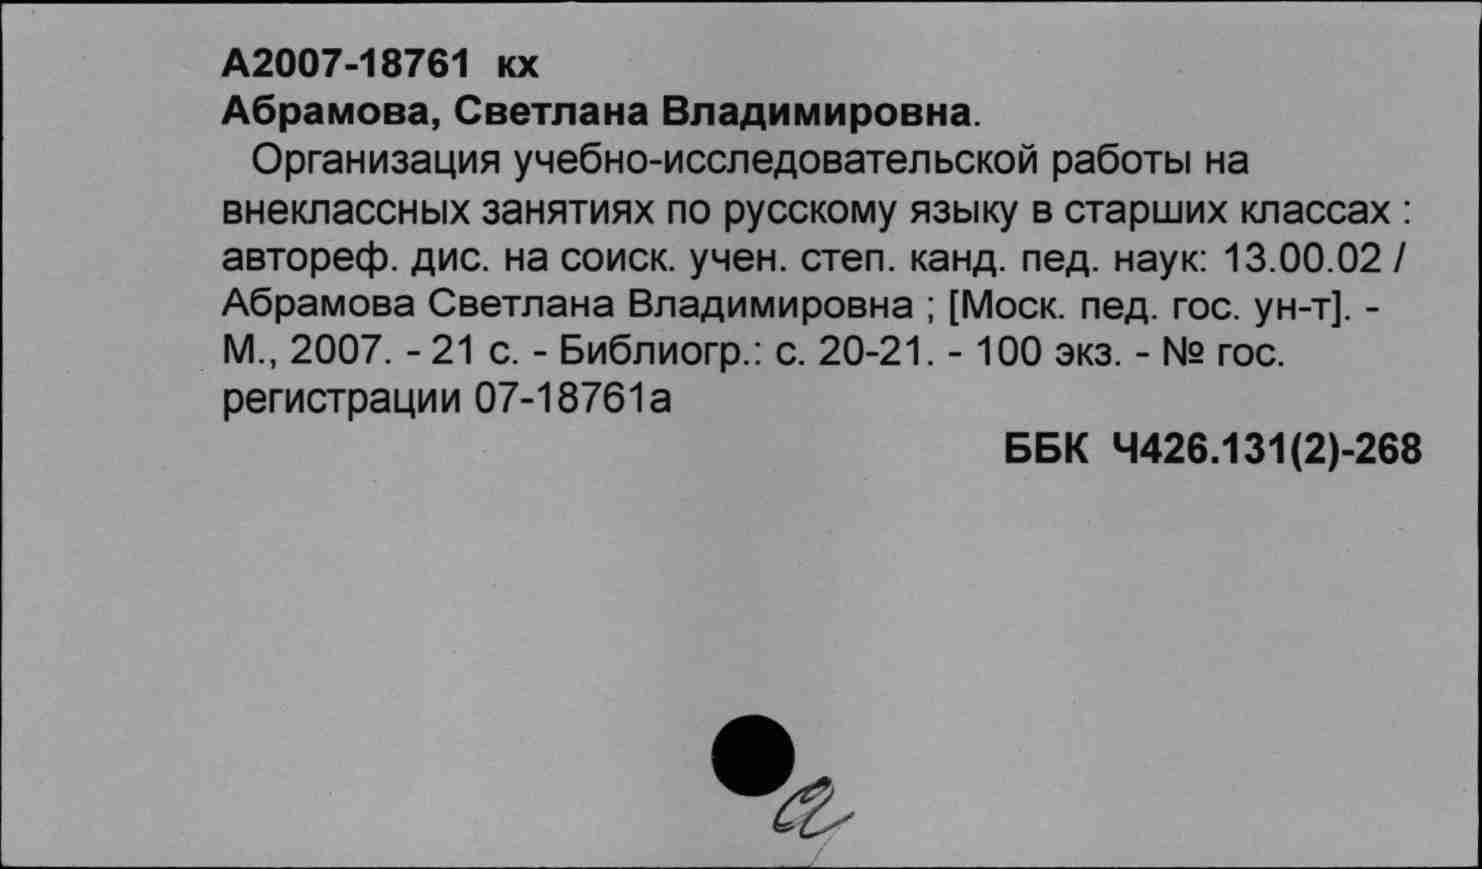 А2007-18761 кх
Абрамова, Светлана Владимировна.
Организация учебно-исследовательской работы на
внеклассных занятиях по русскому языку в старших классах :
автореф. дис. на соиск. учен. степ. канд. пед. наук: 13.00.02 /
Абрамова Светлана Владимировна ; [Моск. пед. гос. ун-т]. -
М., 2007. - 21 с. - Библиогр.: с. 20-21. - 100 экз. - № гос.
регистрации 07-18761а
ББК Ч426.131(2)-268